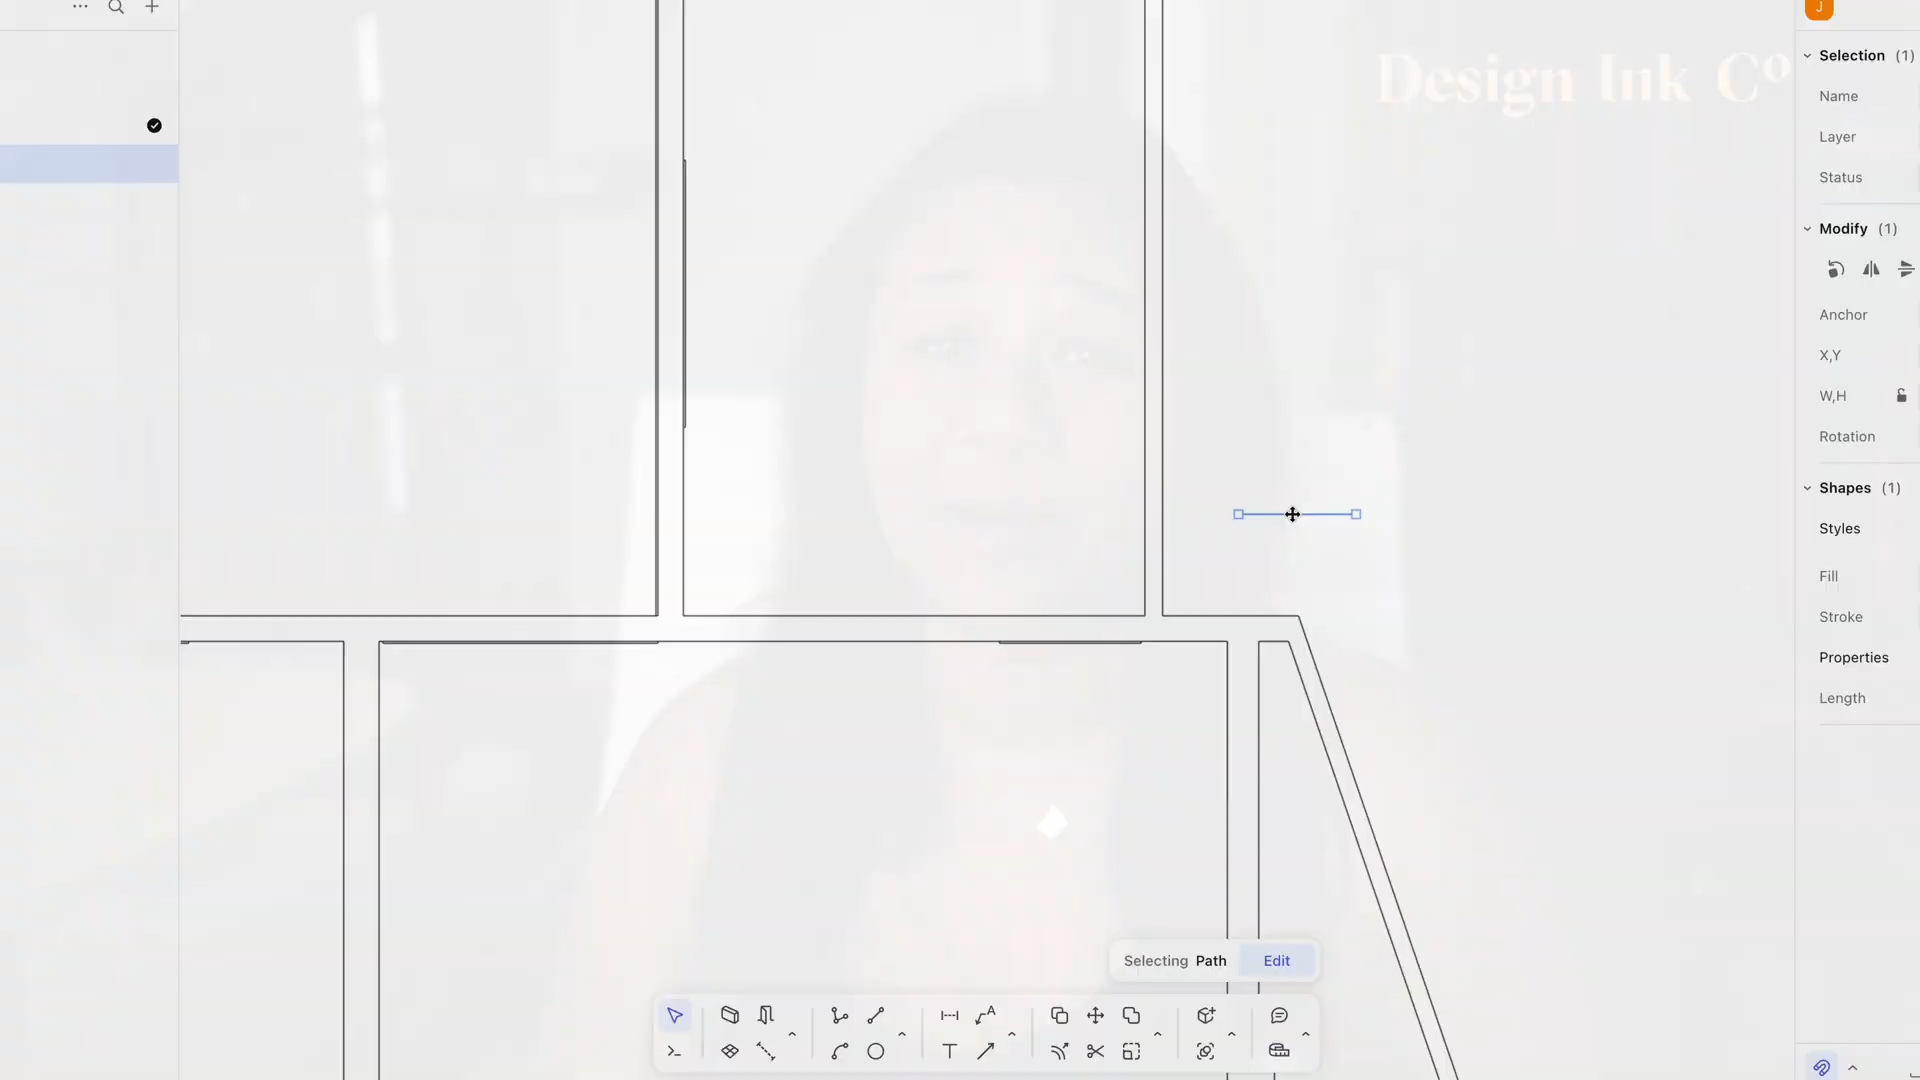 J
Design Ink Co
Selection (1)
Name
Layer
Status
Modify (1)
Anchor
X,Y
W,H
Rotation
Shapes (1)
Styles
Fill
Stroke
Properties
Length
Selecting Path Edit